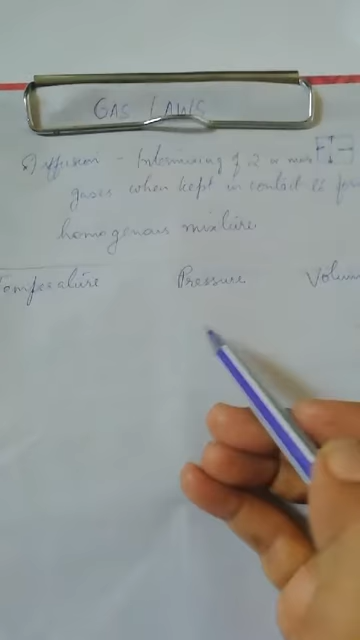 GAS LAWS
Diffusion - Intermixing of 2 or more
gases when kept in contact to form
homogenous mixture.
Temperature Pressure Volume